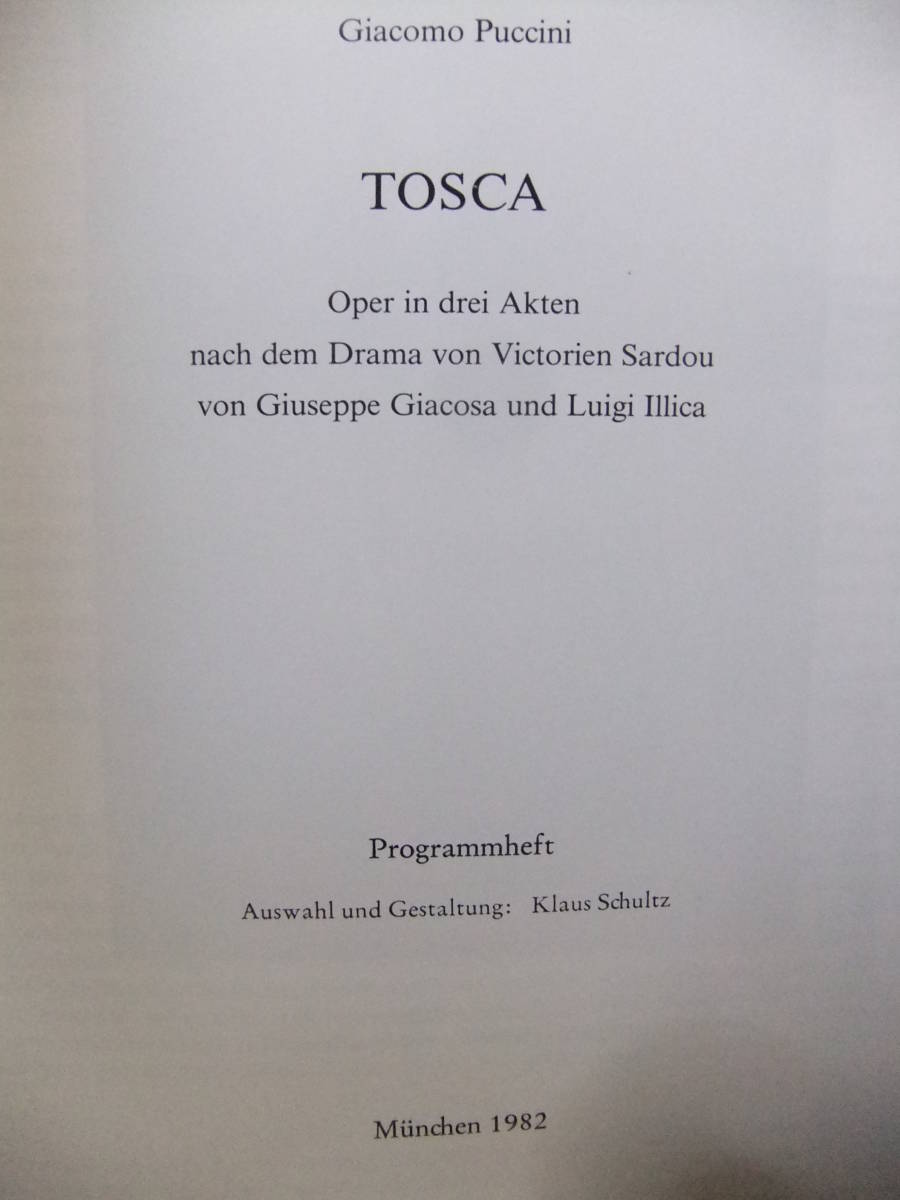 Giacomo Puccini
TOSCA
Oper in drei Akten
nach dem Drama von Victorien Sardou
von Giuseppe Giacosa und Luigi Illica
Programmheft
Auswahl und Gestaltung: Klaus Schultz
München 1982